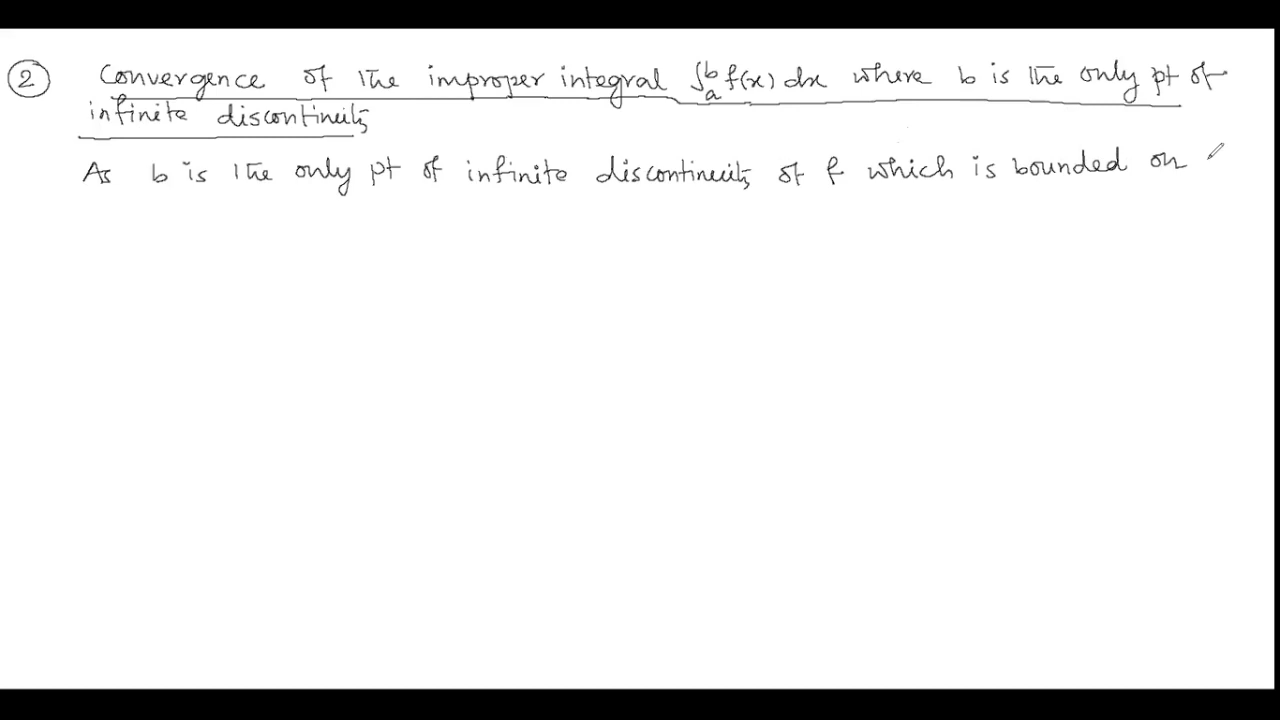 ② Convergence of the improper integral ∫_a^b f(x) dx where b is the only pt of
infinite discontinuity
As b is the only pt of infinite discontinuity of f which is bounded on